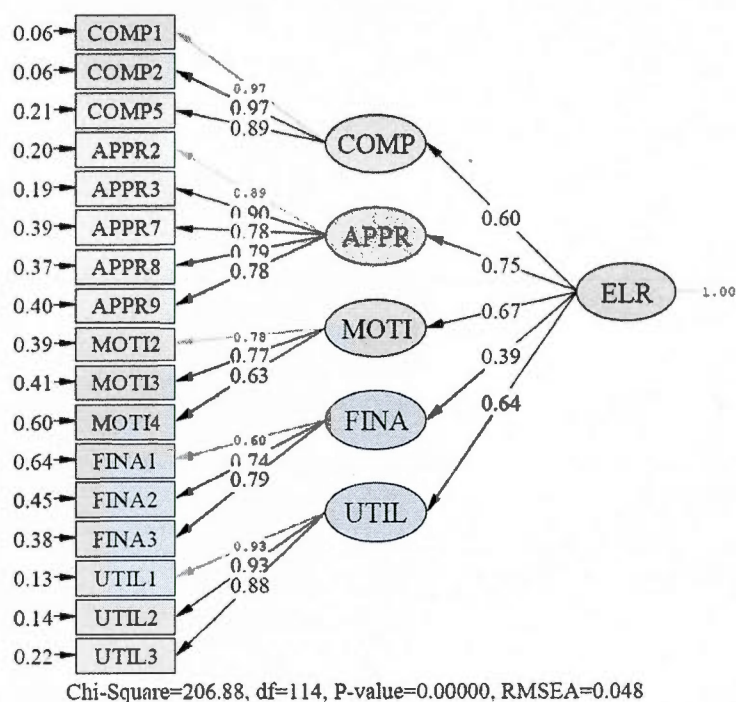 0.06 COMP1
0.06 COMP2
0.97
0.97
0.21 COMP5
0.89
COMP
0.20 APPR2
0.19 APPR3
0.89
0.90
0.60
0.39 APPR7
0.78
APPR
0.37 APPR8
0.79
0.78
0.75
0.40 APPR9
ELR 1.00
0.39 MOTI2
0.78
MOTI
0.67
0.41 MOTI3
0.77
0.63
0.39
0.60 MOTI4
0.64 FINA1
0.60
FINA
0.64
0.45 FINA2
0.74
0.79
0.38 FINA3
UTIL
0.13 UTIL1
0.93
0.93
0.88
0.14 UTIL2
0.22 UTIL3
Chi-Square=206.88, df=114, P-value=0.00000, RMSEA=0.048